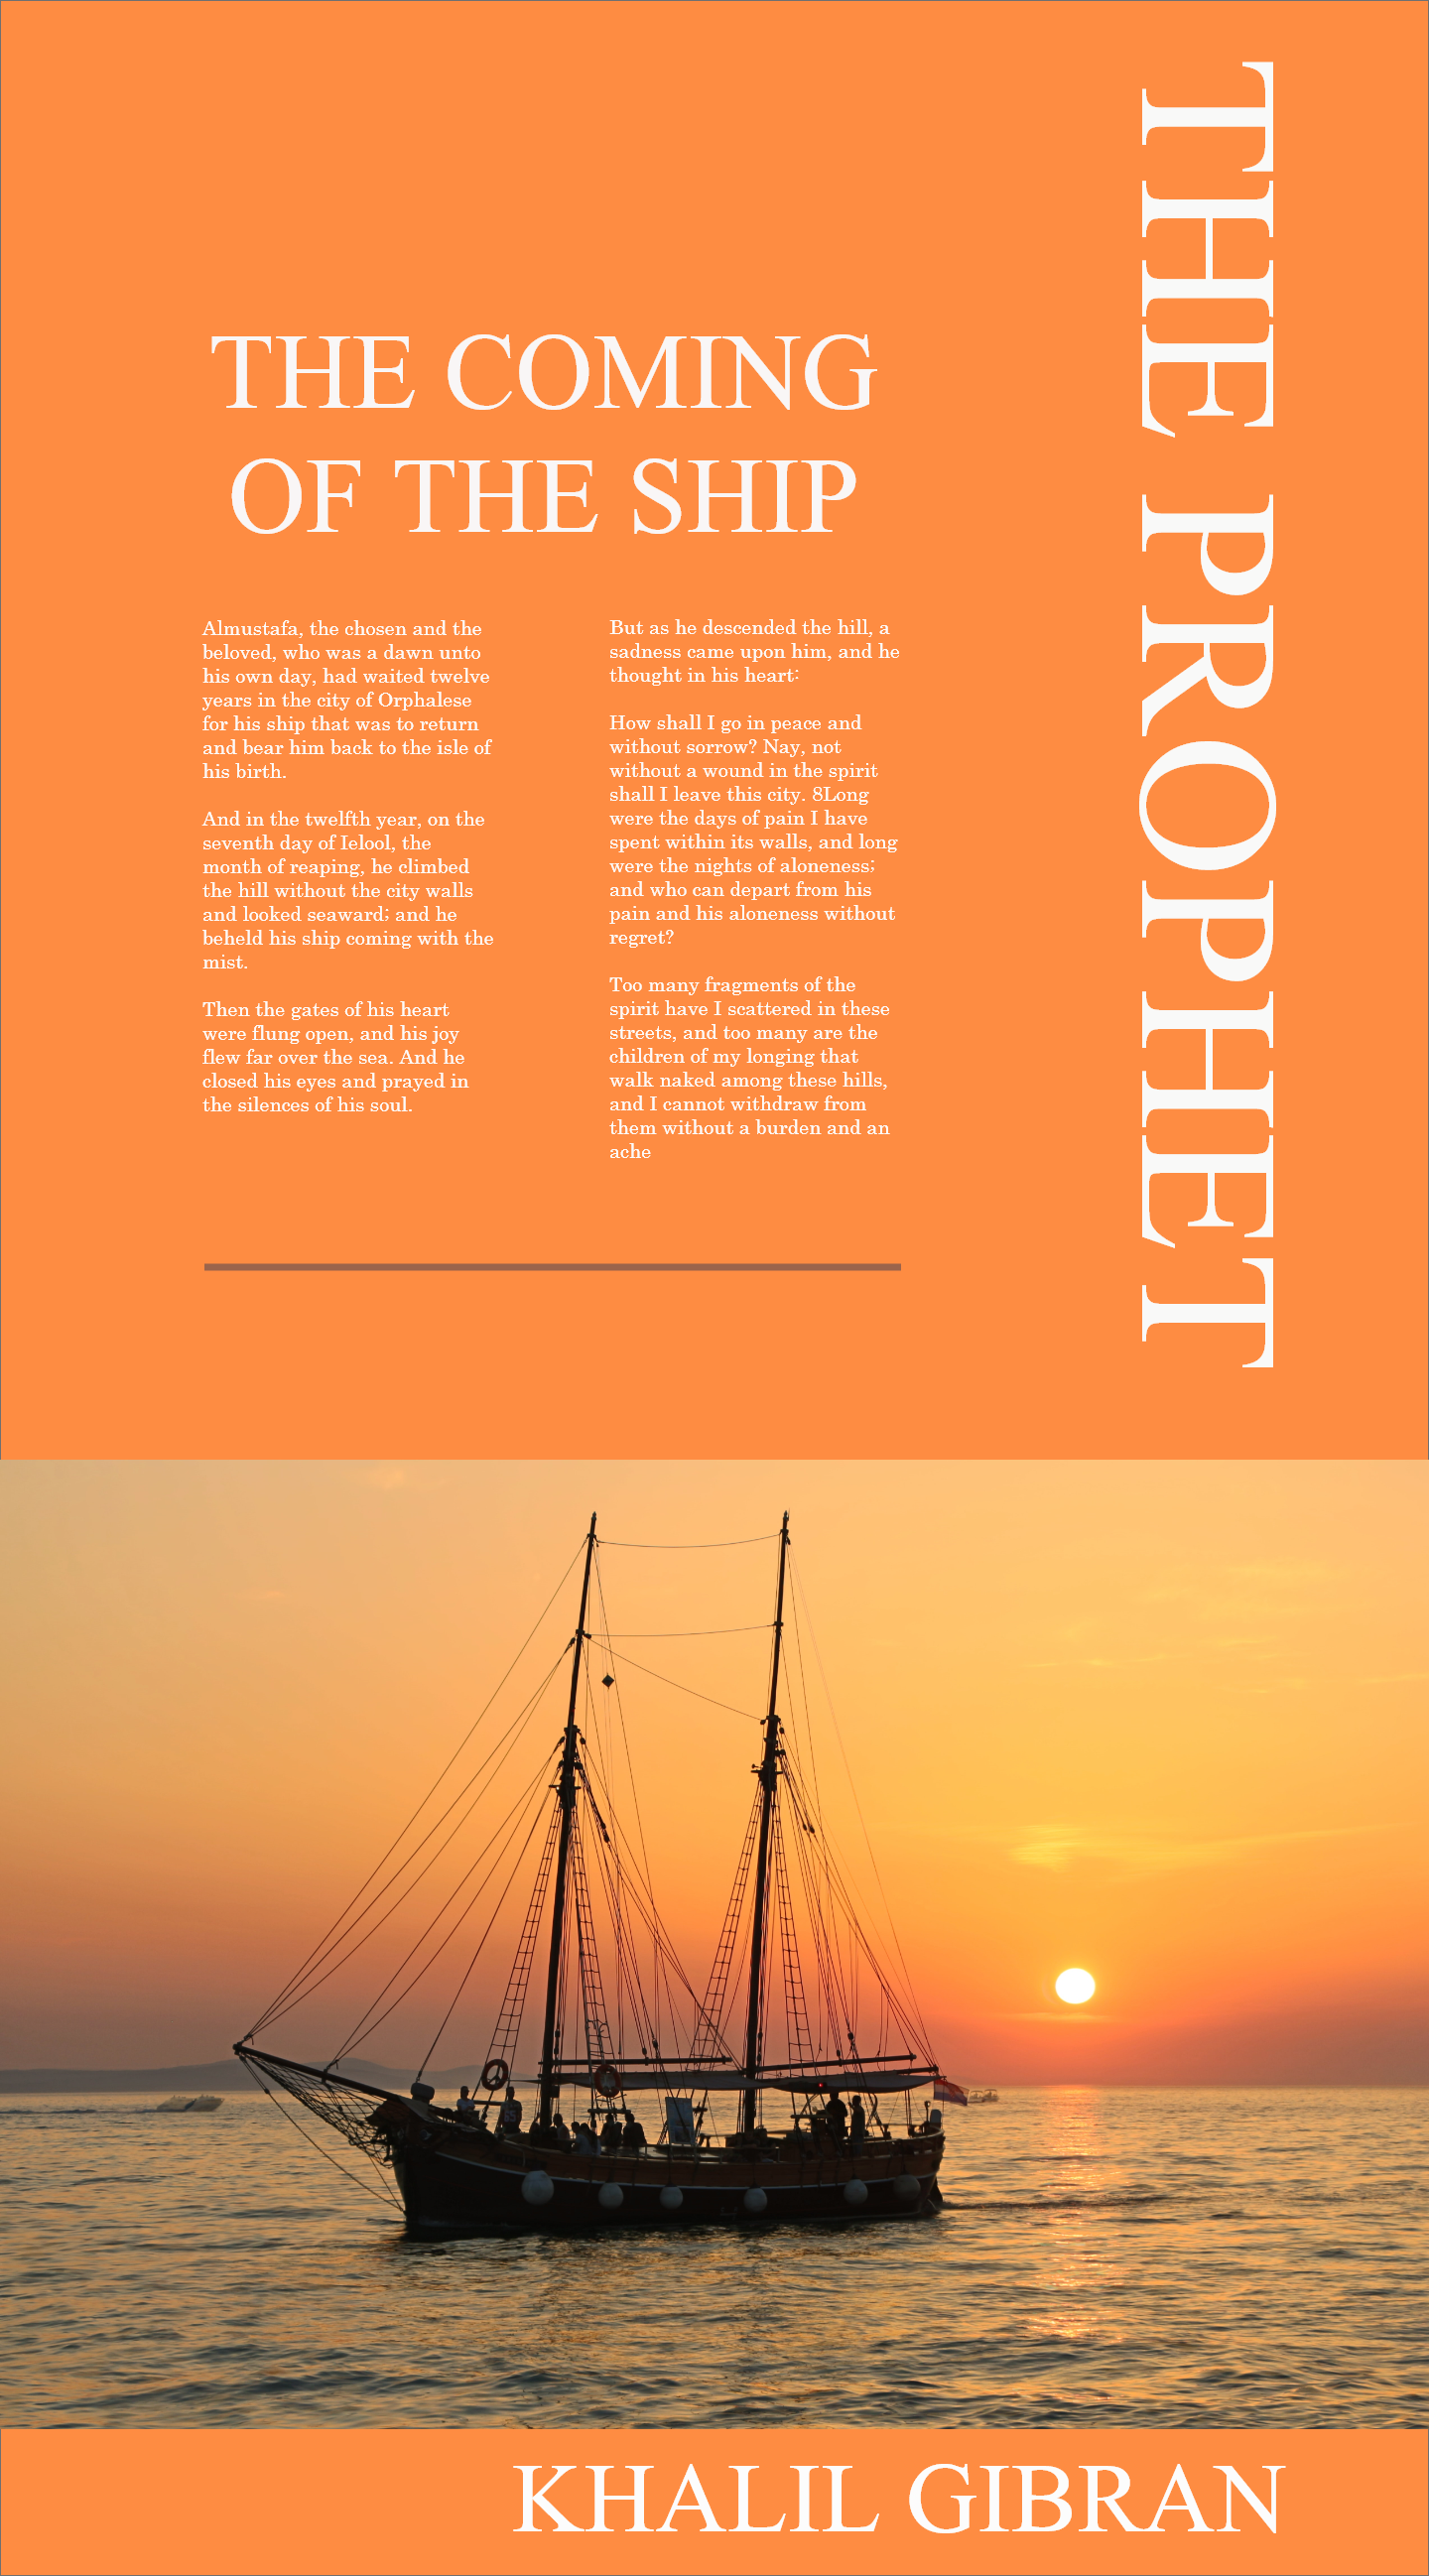 THE PROPHET
THE COMING
OF THE SHIP
Almustafa, the chosen and the
beloved, who was a dawn unto
his own day, had waited twelve
years in the city of Orphalese
for his ship that was to return
and bear him back to the isle of
his birth.
And in the twelfth year, on the
seventh day of Ielool, the
month of reaping, he climbed
the hill without the city walls
and looked seaward; and he
beheld his ship coming with the
mist.
Then the gates of his heart
were flung open, and his joy
flew far over the sea. And he
closed his eyes and prayed in
the silences of his soul.
But as he descended the hill, a
sadness came upon him, and he
thought in his heart:
How shall I go in peace and
without sorrow? Nay, not
without a wound in the spirit
shall I leave this city. 8Long
were the days of pain I have
spent within its walls, and long
were the nights of aloneness;
and who can depart from his
pain and his aloneness without
regret?
Too many fragments of the
spirit have I scattered in these
streets, and too many are the
children of my longing that
walk naked among these hills,
and I cannot withdraw from
them without a burden and an
ache
KHALIL GIBRAN